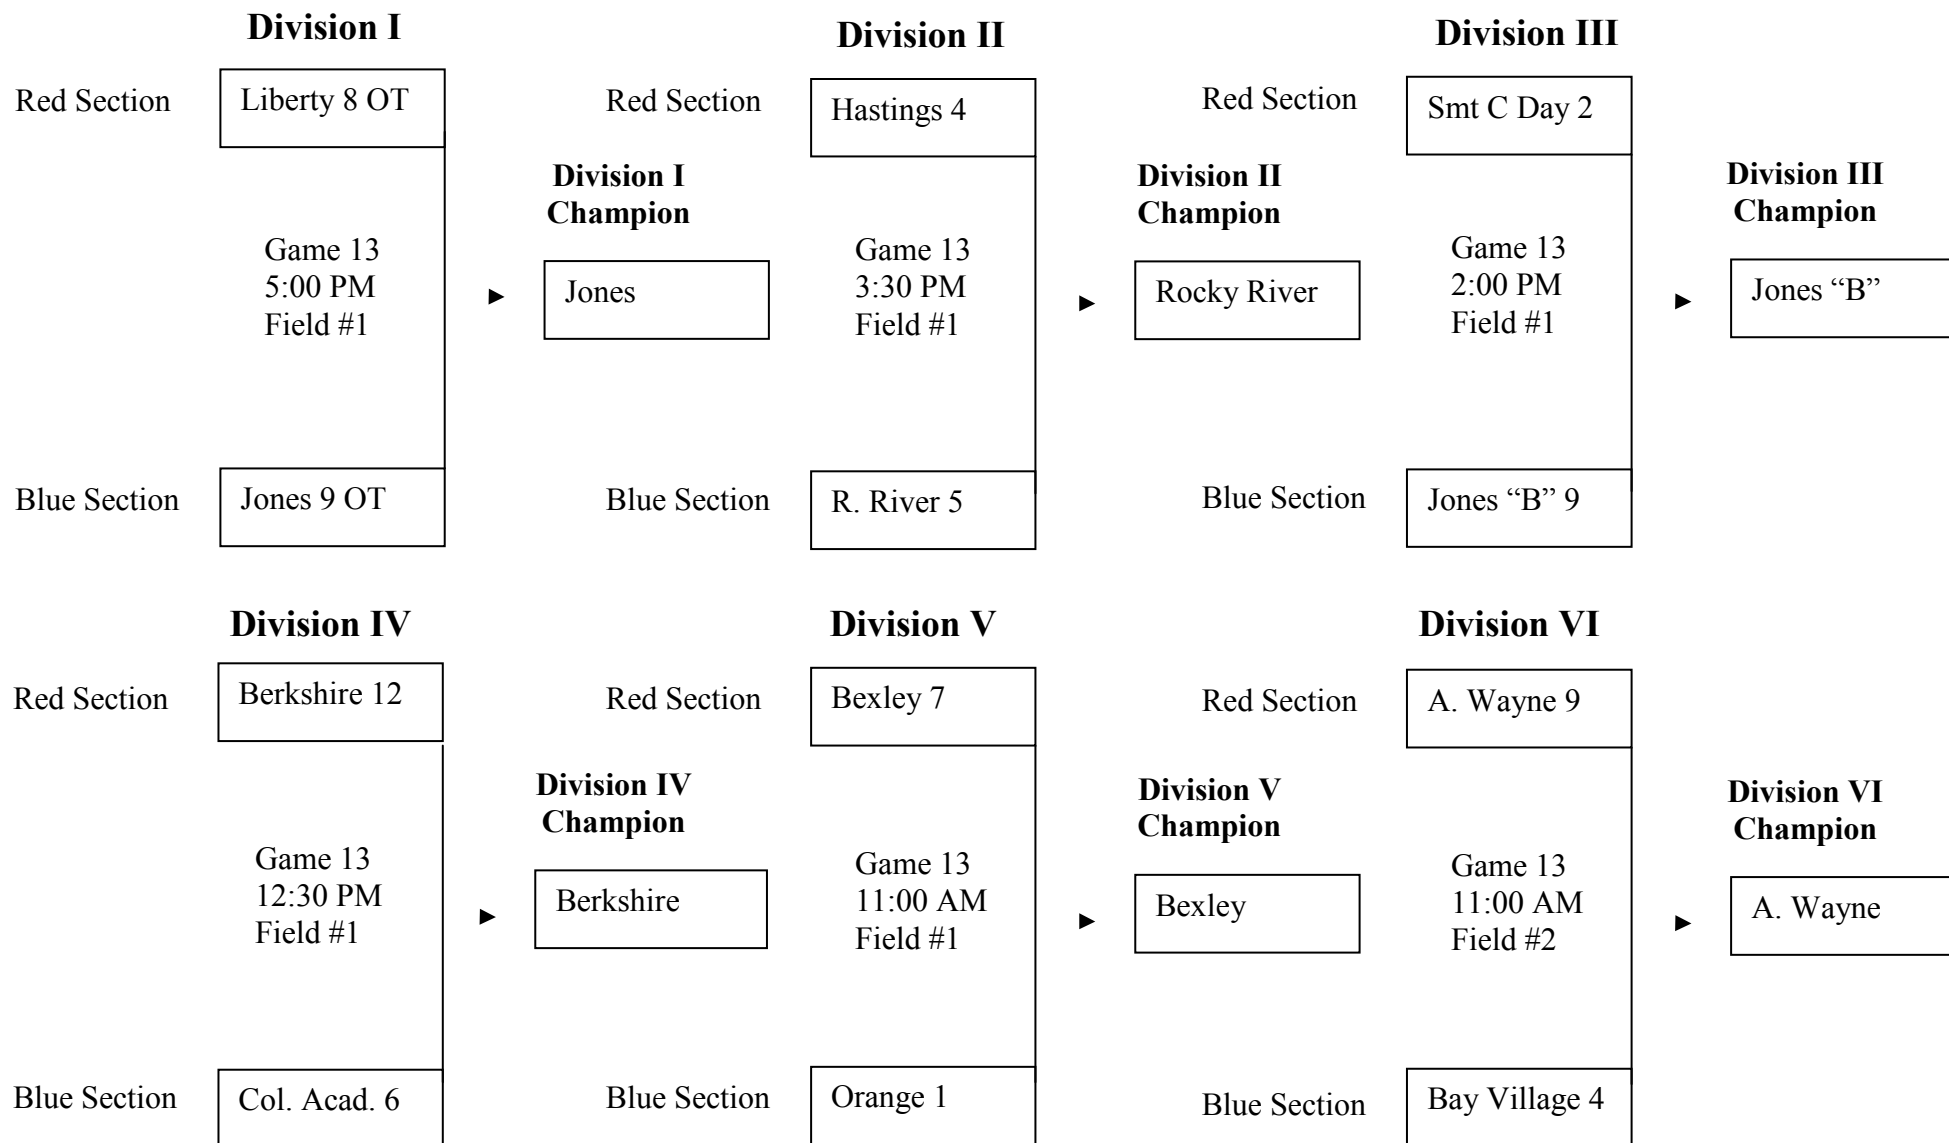 Division I
Division II
Division III
Red Section
Liberty 8 OT
Red Section
Hastings 4
Red Section
Smt C Day 2
Division I
Champion
Division II
Champion
Division III
Champion
Game 13
5:00 PM
Field #1
►
Jones
Game 13
3:30 PM
Field #1
►
Rocky River
Game 13
2:00 PM
Field #1
►
Jones “B”
Blue Section
Jones 9 OT
Blue Section
R. River 5
Blue Section
Jones “B” 9
Division IV
Division V
Division VI
Red Section
Berkshire 12
Red Section
Bexley 7
Red Section
A. Wayne 9
Division IV
Champion
Division V
Champion
Division VI
Champion
Game 13
12:30 PM
Field #1
►
Berkshire
Game 13
11:00 AM
Field #1
►
Bexley
Game 13
11:00 AM
Field #2
►
A. Wayne
Blue Section
Col. Acad. 6
Blue Section
Orange 1
Blue Section
Bay Village 4